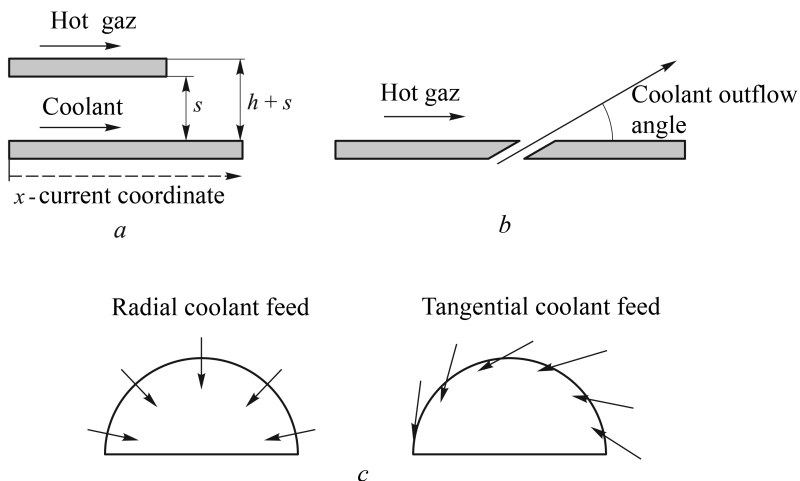 Hot gaz
Coolant
s
h + s
x - current coordinate
a
Hot gaz
Coolant outflow
angle
b
Radial coolant feed
Tangential coolant feed
c